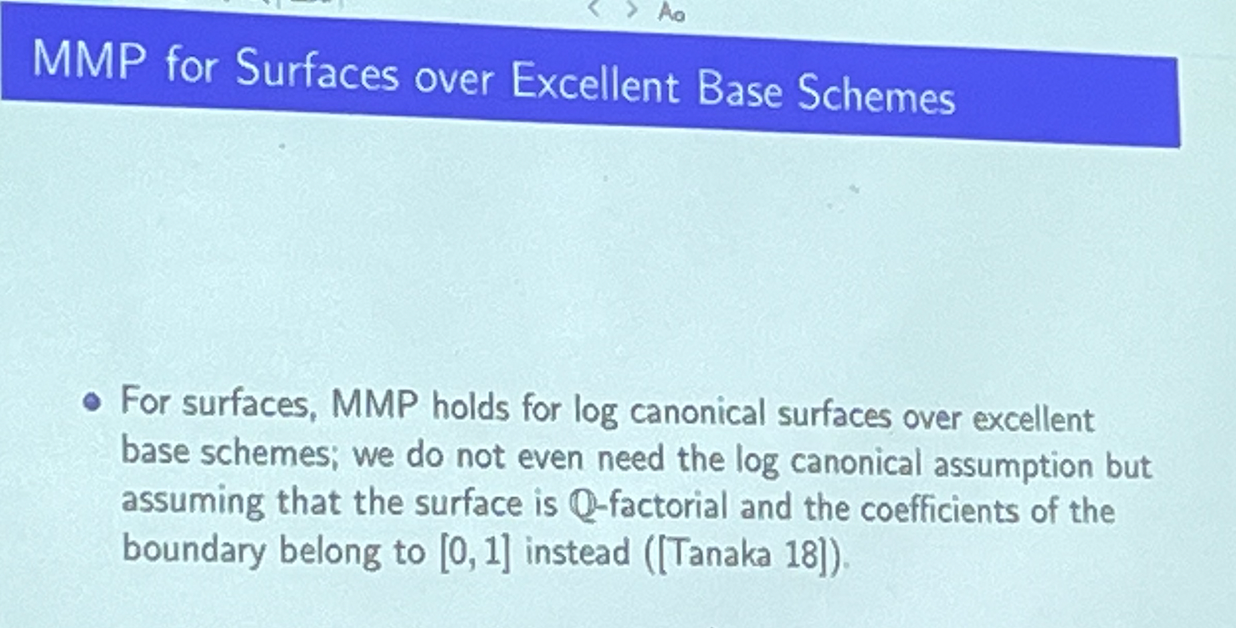 < > Aa
MMP for Surfaces over Excellent Base Schemes
For surfaces, MMP holds for log canonical surfaces over excellent
base schemes; we do not even need the log canonical assumption but
assuming that the surface is ℚ-factorial and the coefficients of the
boundary belong to [0, 1] instead ([Tanaka 18]).